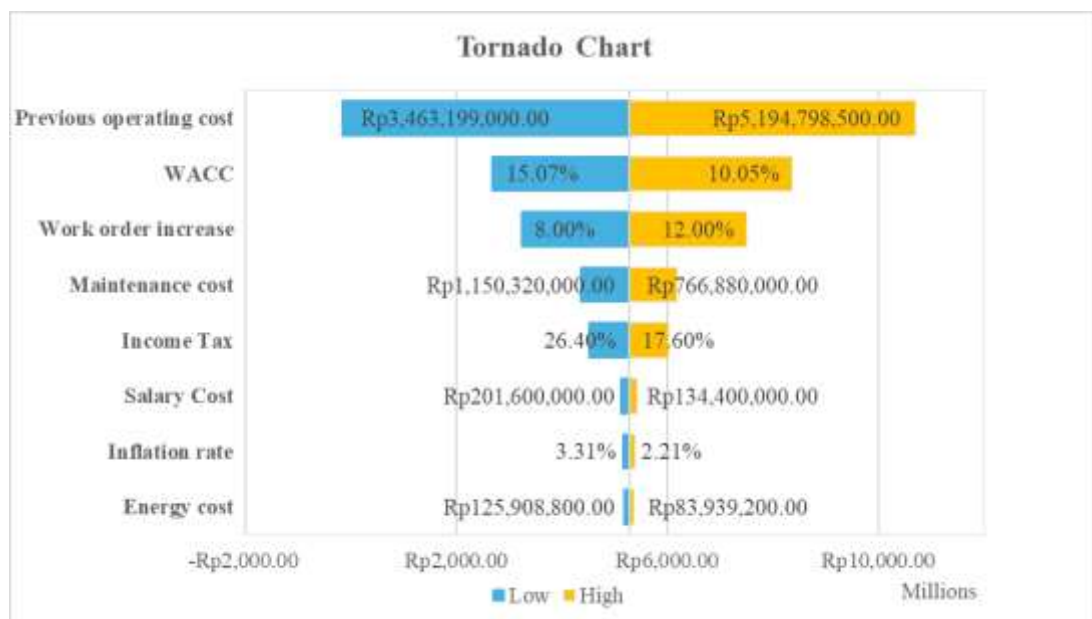 Tornado Chart
Previous operating cost Rp3,463,199,000.00 Rp5,194,798,500.00
WACC 15.07% 10.05%
Work order increase 8.00% 12.00%
Maintenance cost Rp1,150,320,000.00 Rp766,880,000.00
Income Tax 26.40% 17.60%
Salary Cost Rp201,600,000.00 Rp134,400,000.00
Inflation rate 3.31% 2.21%
Energy cost Rp125,908,800.00 Rp83,939,200.00
-Rp2,000.00 Rp2,000.00 Rp6,000.00 Rp10,000.00
Millions
Low High